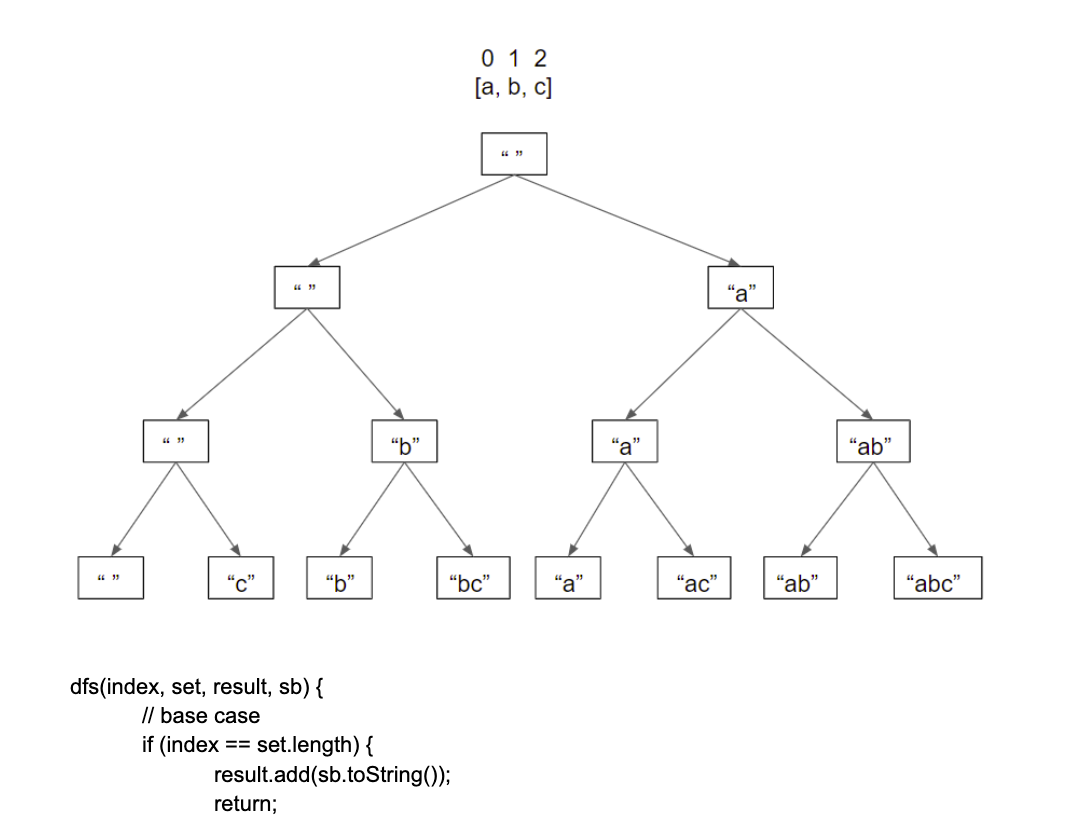 0 1 2
[a, b, c]
“ ”
“ ” “a”
“ ” “b” “a” “ab”
“ ” “c” “b” “bc” “a” “ac” “ab” “abc”
dfs(index, set, result, sb) {
// base case
if (index == set.length) {
result.add(sb.toString());
return;